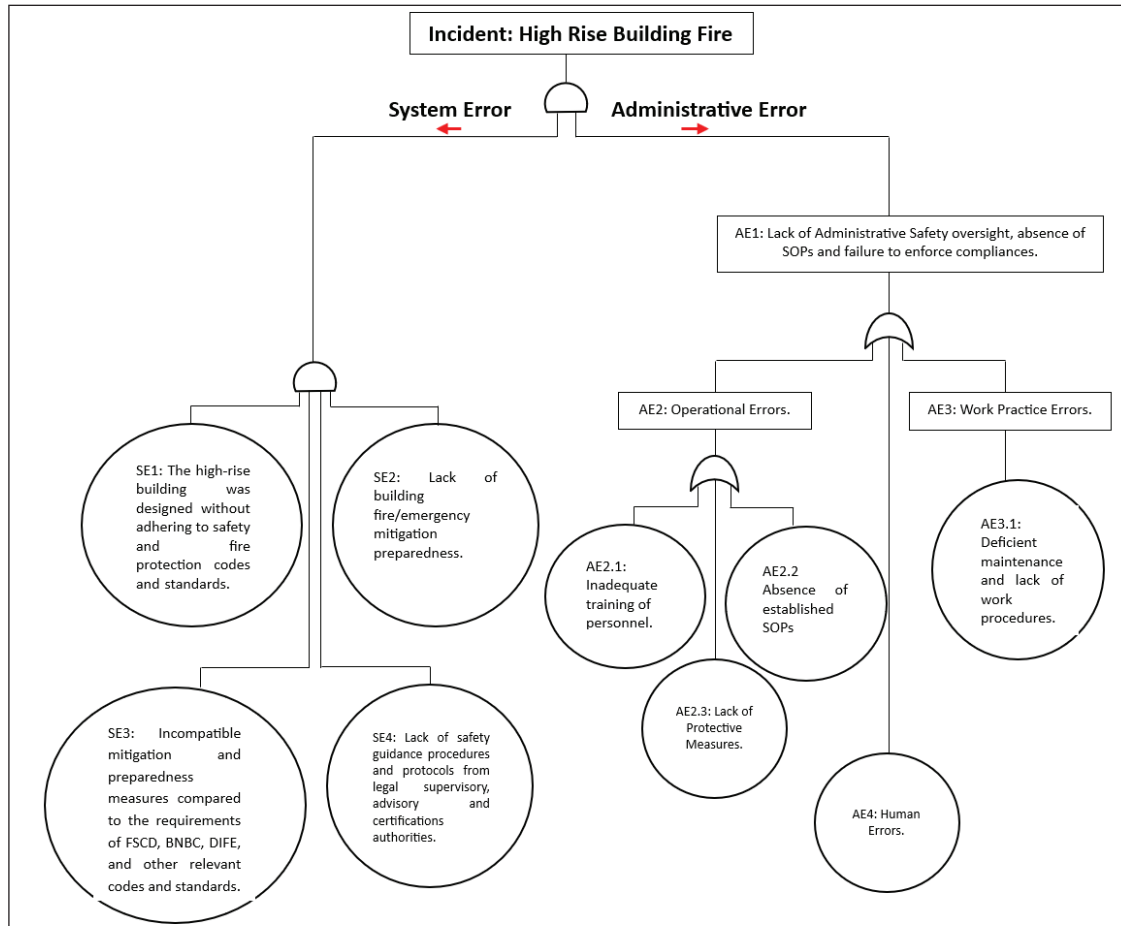 Incident: High Rise Building Fire
System Error
Administrative Error
AE1: Lack of Administrative Safety oversight, absence of
SOPs and failure to enforce compliances.
AE2: Operational Errors.
AE3: Work Practice Errors.
SE1: The high-rise
building was
designed without
adhering to safety
and fire
protection codes
and standards.
SE2: Lack of
building
fire/emergency
mitigation
preparedness.
AE2.1:
Inadequate
training of
personnel.
AE2.2
Absence of
established
SOPs
AE3.1:
Deficient
maintenance
and lack of
work
procedures.
SE3: Incompatible
mitigation and
preparedness
measures compared
to the requirements
of FSCD, BNBC, DIFE,
and other relevant
codes and standards.
SE4: Lack of safety
guidance procedures
and protocols from
legal supervisory,
advisory and
certifications
authorities.
AE2.3: Lack of
Protective
Measures.
AE4: Human
Errors.